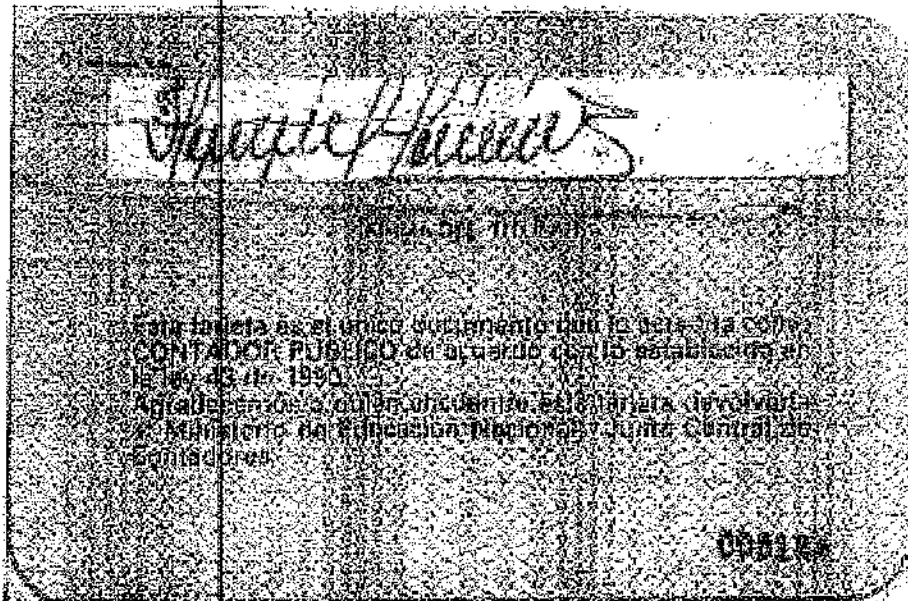 FIRMA DEL TITULAR
Esta tarjeta es el único documento que lo acredita como
CONTADOR PUBLICO de acuerdo con lo establecido en
la ley 43 de 1990.
Agradecemos a quien encuentre esta tarjeta devolverla
al Ministerio de Educación Nacional - Junta Central de
Contadores.